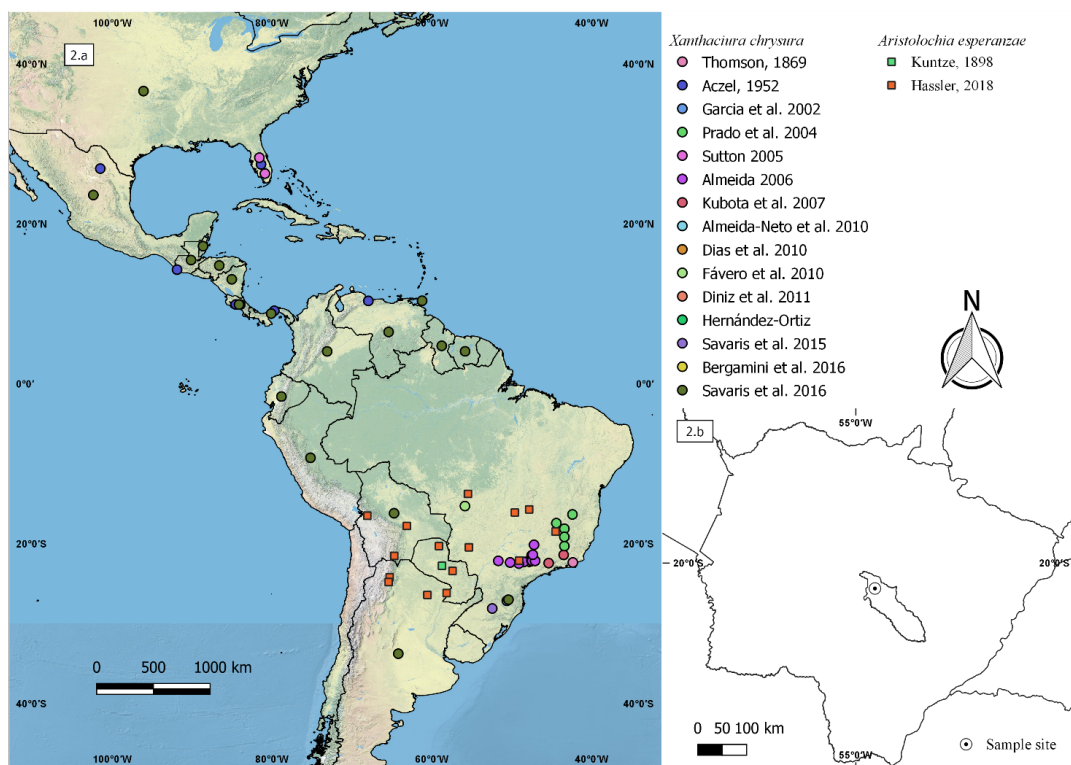 100°0'W 80°0'W 60°0'W 40°0'W
2.a
40°0'N 40°0'N
20°0'N 20°0'N
0°0' 0°0'
20°0'S 20°0'S
40°0'S 40°0'S
0 500 1000 km
100°0'W 80°0'W 60°0'W 40°0'W
Xanthaciura chrysura
Thomson, 1869
Aczel, 1952
Garcia et al. 2002
Prado et al. 2004
Sutton 2005
Almeida 2006
Kubota et al. 2007
Almeida-Neto et al. 2010
Dias et al. 2010
Fávero et al. 2010
Diniz et al. 2011
Hernández-Ortiz
Savaris et al. 2015
Bergamini et al. 2016
Savaris et al. 2016
Aristolochia esperanzae
Kuntze, 1898
Hassler, 2018
N
2.b
55°0'W
20°0'S 20°0'S
0 50 100 km
55°0'W
Sample site